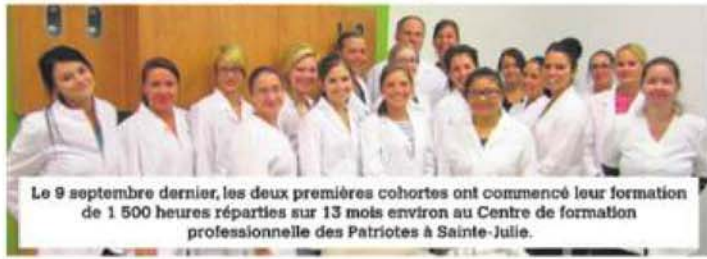 Le 9 septembre dernier, les deux premières cohortes ont commencé leur formation
de 1 500 heures réparties sur 13 mois environ au Centre de formation
professionnelle des Patriotes à Sainte-Julie.